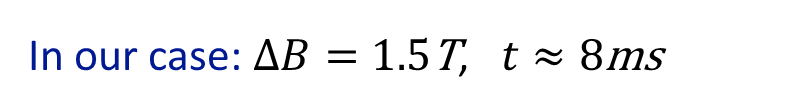 In our case: ΔB = 1.5 T, t ≈ 8ms